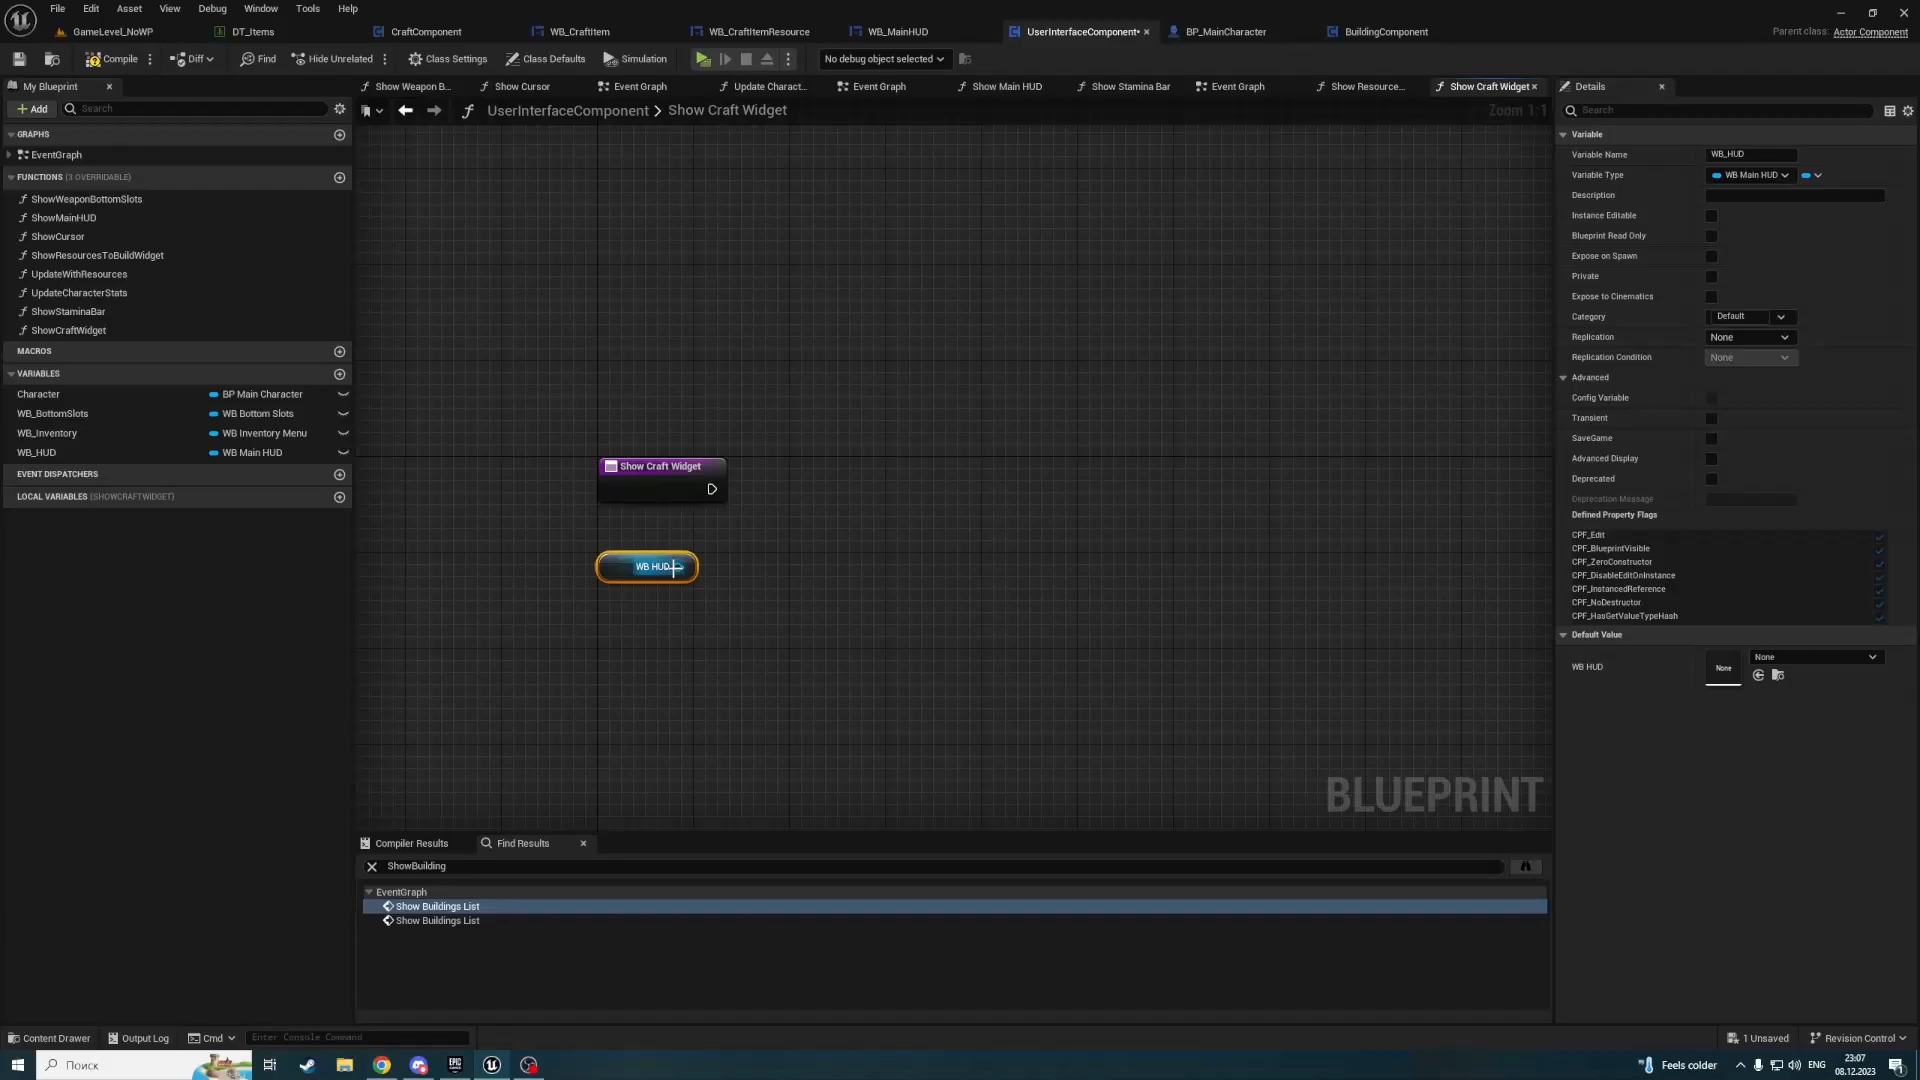 File Edit Asset View Debug Window Tools Help
GameLevel_NoWP DT_Items CraftComponent WB_CraftItem WB_CraftItemResource WB_MainHUD UserInterfaceComponent• BP_MainCharacter BuildingComponent Parent class: Actor Component
Compile Diff Find Hide Unrelated Class Settings Class Defaults Simulation No debug object selected
My Blueprint
Show Weapon B... Show Cursor Event Graph Update Charact... Event Graph Show Main HUD Show Stamina Bar Event Graph Show Resource... Show Craft Widget
Details
Add Search
UserInterfaceComponent > Show Craft Widget Zoom 1:1
Search
GRAPHS
EventGraph
FUNCTIONS (3 OVERRIDABLE)
ShowWeaponBottomSlots
ShowMainHUD
ShowCursor
ShowResourcesToBuildWidget
UpdateWithResources
UpdateCharacterStats
ShowStaminaBar
ShowCraftWidget
MACROS
VARIABLES
Character BP Main Character
WB_BottomSlots WB Bottom Slots
WB_Inventory WB Inventory Menu
WB_HUD WB Main HUD
EVENT DISPATCHERS
LOCAL VARIABLES (SHOWCRAFTWIDGET)
Show Craft Widget
WB HUD
BLUEPRINT
Variable
Variable Name WB_HUD
Variable Type WB Main HUD
Description
Instance Editable
Blueprint Read Only
Expose on Spawn
Private
Expose to Cinematics
Category Default
Replication None
Replication Condition None
Advanced
Config Variable
Transient
SaveGame
Advanced Display
Deprecated
Deprecation Message
Defined Property Flags
CPF_Edit
CPF_BlueprintVisible
CPF_ZeroConstructor
CPF_DisableEditOnInstance
CPF_InstancedReference
CPF_NoDestructor
CPF_HasGetValueTypeHash
Default Value
WB HUD None None
Compiler Results Find Results
ShowBuilding
EventGraph
Show Buildings List
Show Buildings List
Content Drawer Output Log Cmd Enter Console Command 1 Unsaved Revision Control
Поиск EPIC GAMES Feels colder ENG 23:07
08.12.2023
1